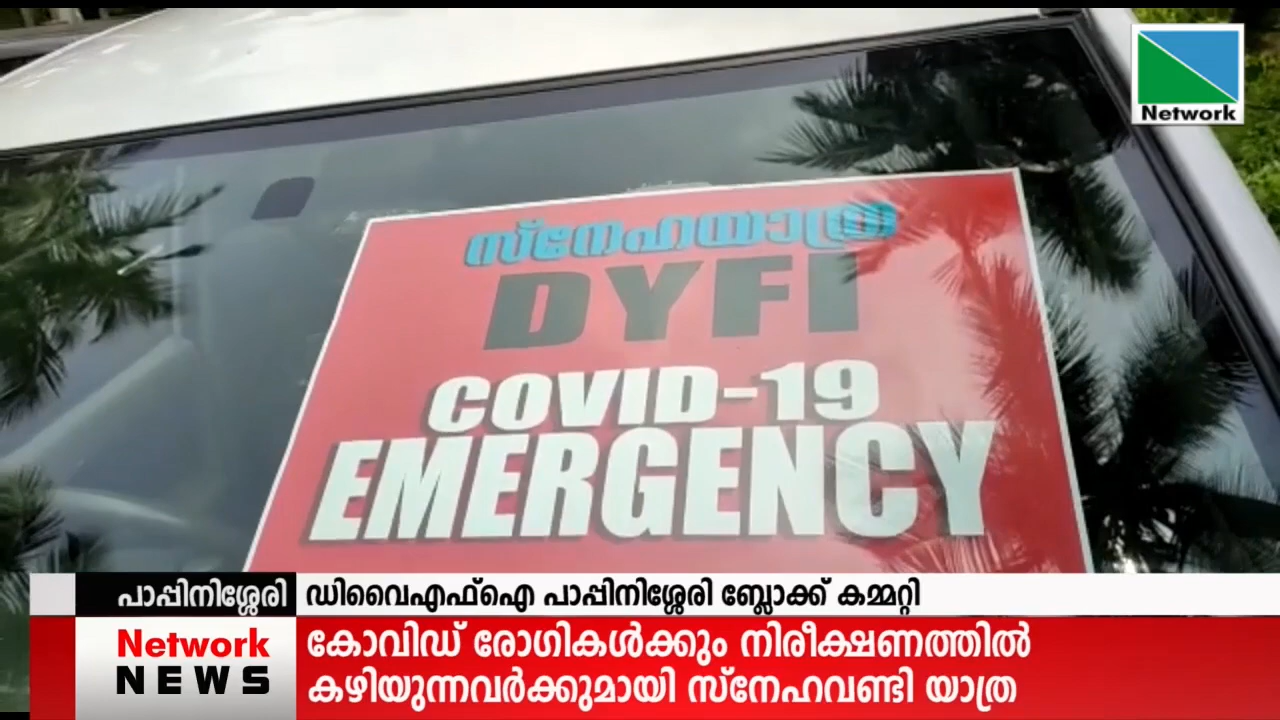 Network
സ്നേഹയാത്ര
DYFI
COVID-19
EMERGENCY
പാപ്പിനിശ്ശേരി
ഡിവൈഎഫ്ഐ പാപ്പിനിശ്ശേരി ബ്ലോക്ക് കമ്മറ്റി
Network
NEWS
കോവിഡ് രോഗികൾക്കും നിരീക്ഷണത്തിൽ
കഴിയുന്നവർക്കുമായി സ്നേഹവണ്ടി യാത്ര